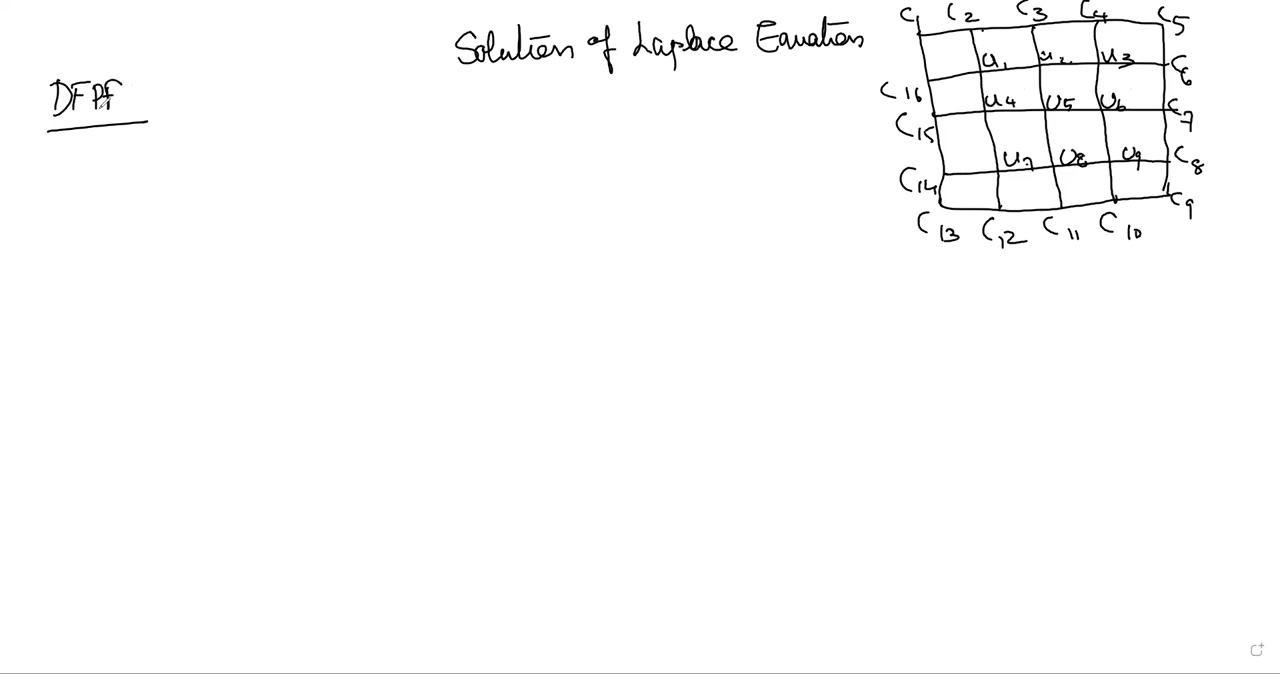 Solution of Laplace Equation
DFPF
C1 C2 C3 C4 C5
u1 u2 u3 C6
C16 u4 u5 u6 C7
C15
C14 u7 u8 u9 C8
C9
C13 C12 C11 C10